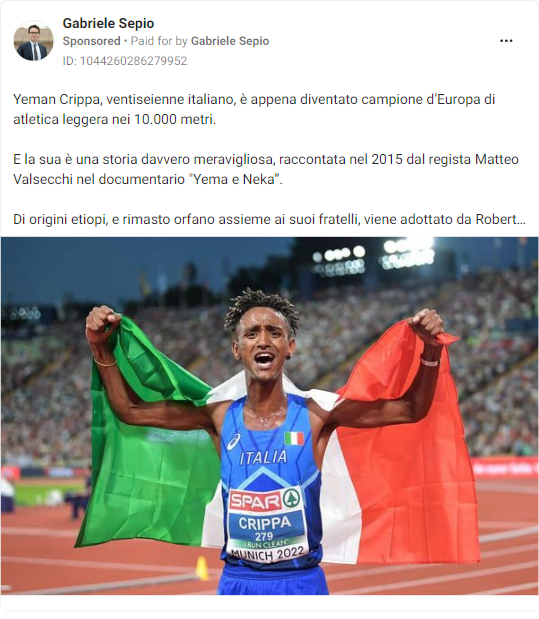 Gabriele Sepio
Sponsored • Paid for by Gabriele Sepio
ID: 1044260286279952
Yeman Crippa, ventiseienne italiano, è appena diventato campione d’Europa di
atletica leggera nei 10.000 metri.
E la sua è una storia davvero meravigliosa, raccontata nel 2015 dal regista Matteo
Valsecchi nel documentario "Yema e Neka”.
Di origini etiopi, e rimasto orfano assieme ai suoi fratelli, viene adottato da Robert...
ITALIA
SPAR
CRIPPA
279
I RUN CLEAN™
MUNICH 2022